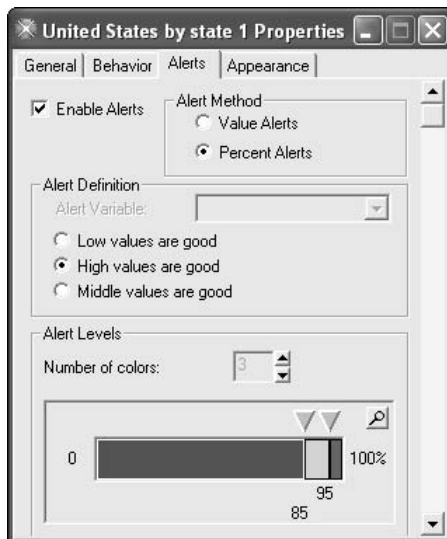 United States by state 1 Properties
General Behavior Alerts Appearance
Enable Alerts
Alert Method
Value Alerts
Percent Alerts
Alert Definition
Alert Variable:
Low values are good
High values are good
Middle values are good
Alert Levels
Number of colors: 3
0 100%
95
85